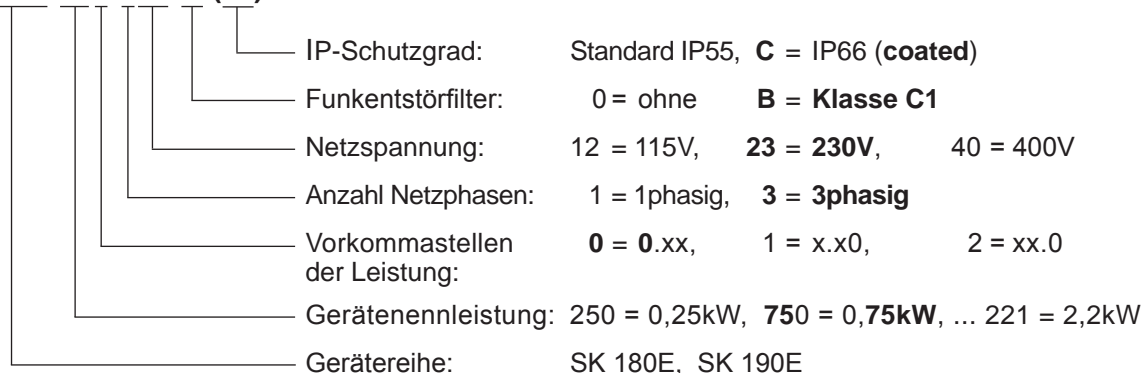 IP-Schutzgrad: Standard IP55, C = IP66 (coated)
Funkentstörfilter: 0 = ohne B = Klasse C1
Netzspannung: 12 = 115V, 23 = 230V, 40 = 400V
Anzahl Netzphasen: 1 = 1phasig, 3 = 3phasig
Vorkommastellen 0 = 0.xx, 1 = x.x0, 2 = xx.0
der Leistung:
Gerätenennleistung: 250 = 0,25kW, 750 = 0,75kW, ... 221 = 2,2kW
Gerätereihe: SK 180E, SK 190E